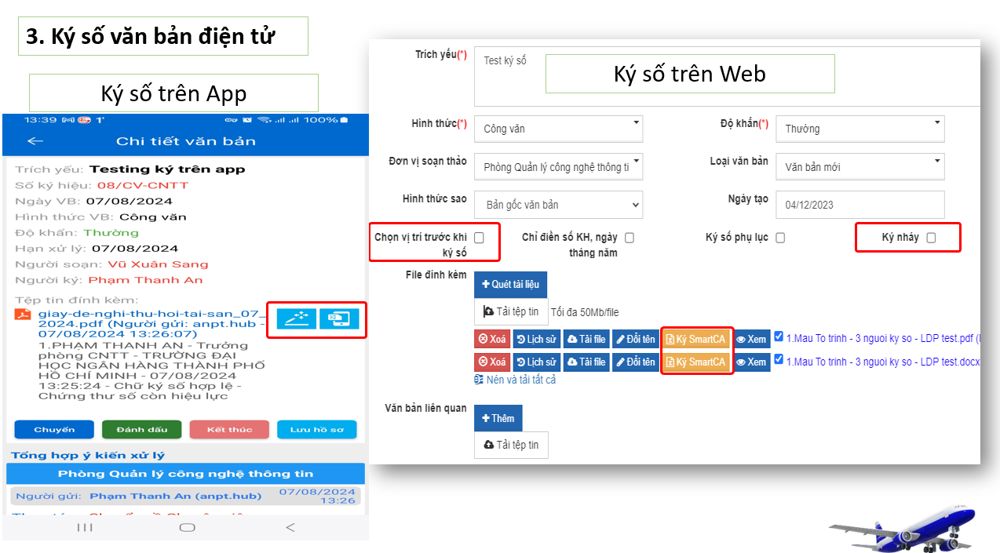 3. Ký số văn bản điện tử
Ký số trên App
13:39
100%
Chi tiết văn bản
Trích yếu: Testing ký trên app
Số ký hiệu: 08/CV-CNTT
Ngày VB: 07/08/2024
Hình thức VB: Công văn
Độ khẩn: Thường
Hạn xử lý: 07/08/2024
Người soạn: Vũ Xuân Sang
Người ký: Phạm Thanh An
Tệp tin đính kèm:
giay-de-nghi-thu-hoi-tai-san_07_
2024.pdf (Người gửi: anpt.hub -
07/08/2024 13:26:07)
1.PHẠM THANH AN - Trưởng
phòng CNTT - TRƯỜNG ĐẠI
HỌC NGÂN HÀNG THÀNH PHỐ
HỒ CHÍ MINH - 07/08/2024
13:25:24 - Chữ ký số hợp lệ -
Chứng thư số còn hiệu lực
Chuyển Đánh dấu Kết thúc Lưu hồ sơ
Tổng hợp ý kiến xử lý
Phòng Quản lý công nghệ thông tin
Người gửi: Phạm Thanh An (anpt.hub) 07/08/2024
13:26
Ký số trên Web
Trích yếu(*) Test ký số
Hình thức(*) Công văn Độ khẩn(*) Thường
Đơn vị soạn thảo Phòng Quản lý công nghệ thông ti Loại văn bản Văn bản mới
Hình thức sao Bản gốc văn bản Ngày tạo 04/12/2023
Chọn vị trí trước khi
ký số
Chỉ điền số KH, ngày
tháng năm
Ký số phụ lục Ký nháy
File đính kèm
Quét tài liệu
Tải tệp tin Tối đa 50Mb/file
Xoá Lịch sử Tải file Đổi tên Ký SmartCA Xem 1.Mau To trinh - 3 nguoi ky so - LDP test.pdf (
Xoá Lịch sử Tải file Đổi tên Ký SmartCA Xem 1.Mau To trinh - 3 nguoi ky so - LDP test.docx
Nén và tải tất cả
Văn bản liên quan
Thêm
Tải tệp tin